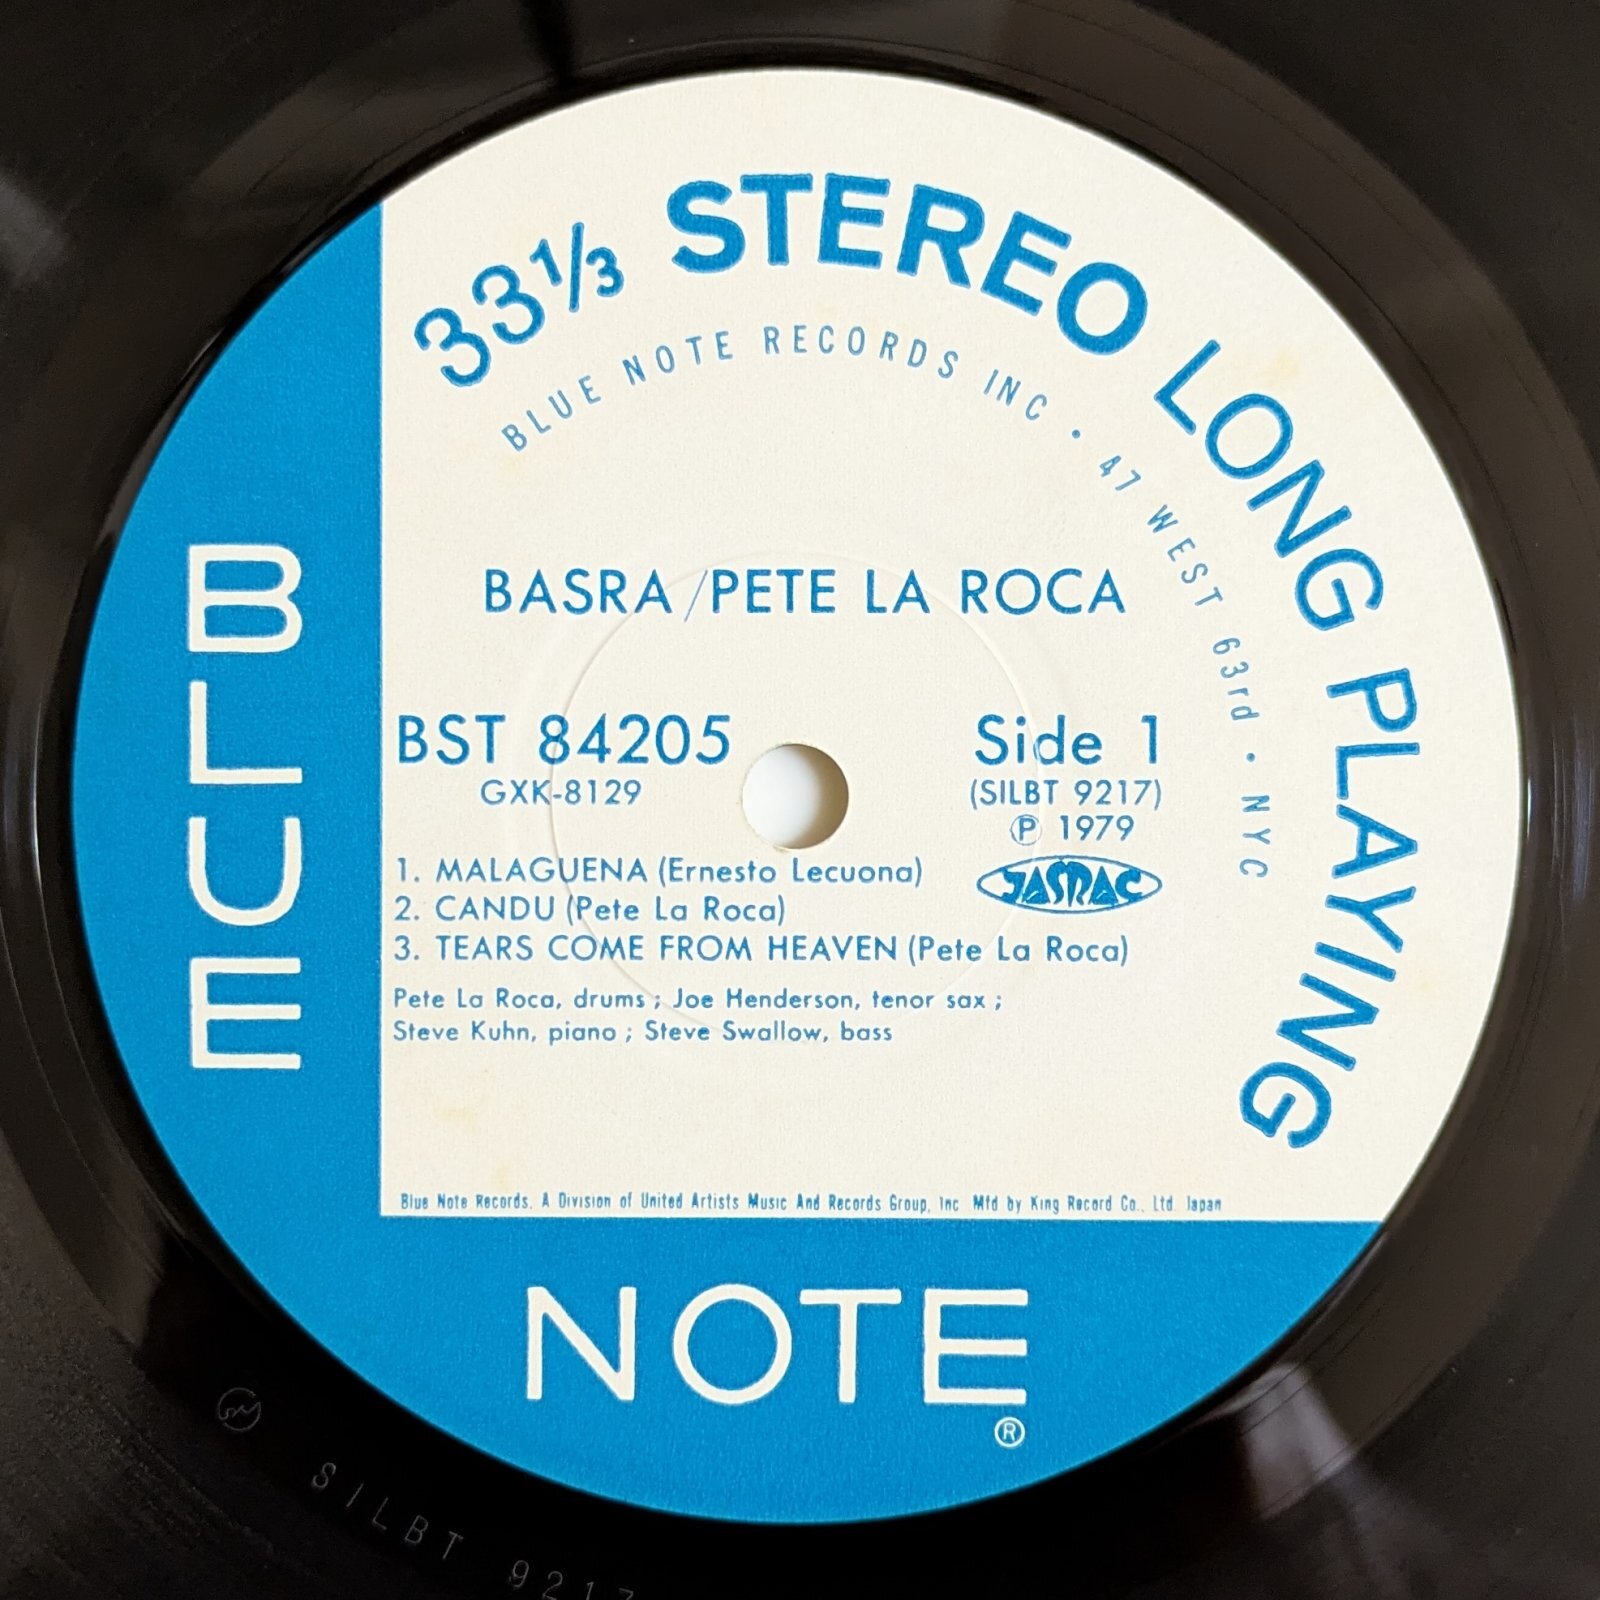 33⅓ STEREO LONG PLAYING
BLUE NOTE RECORDS INC · 47 WEST 63rd · NYC
BASRA/PETE LA ROCA
BST 84205 Side 1
GXK-8129 (SILBT 9217)
Ⓟ 1979
JASRAC
1. MALAGUENA (Ernesto Lecuona)
2. CANDU (Pete La Roca)
3. TEARS COME FROM HEAVEN (Pete La Roca)
Pete La Roca, drums ; Joe Henderson, tenor sax ;
Steve Kuhn, piano ; Steve Swallow, bass
Blue Note Records, A Division of United Artists Music And Records Group, Inc Mfd by King Record Co., Ltd. Japan
BLUE
NOTE
®
SILBT 9217